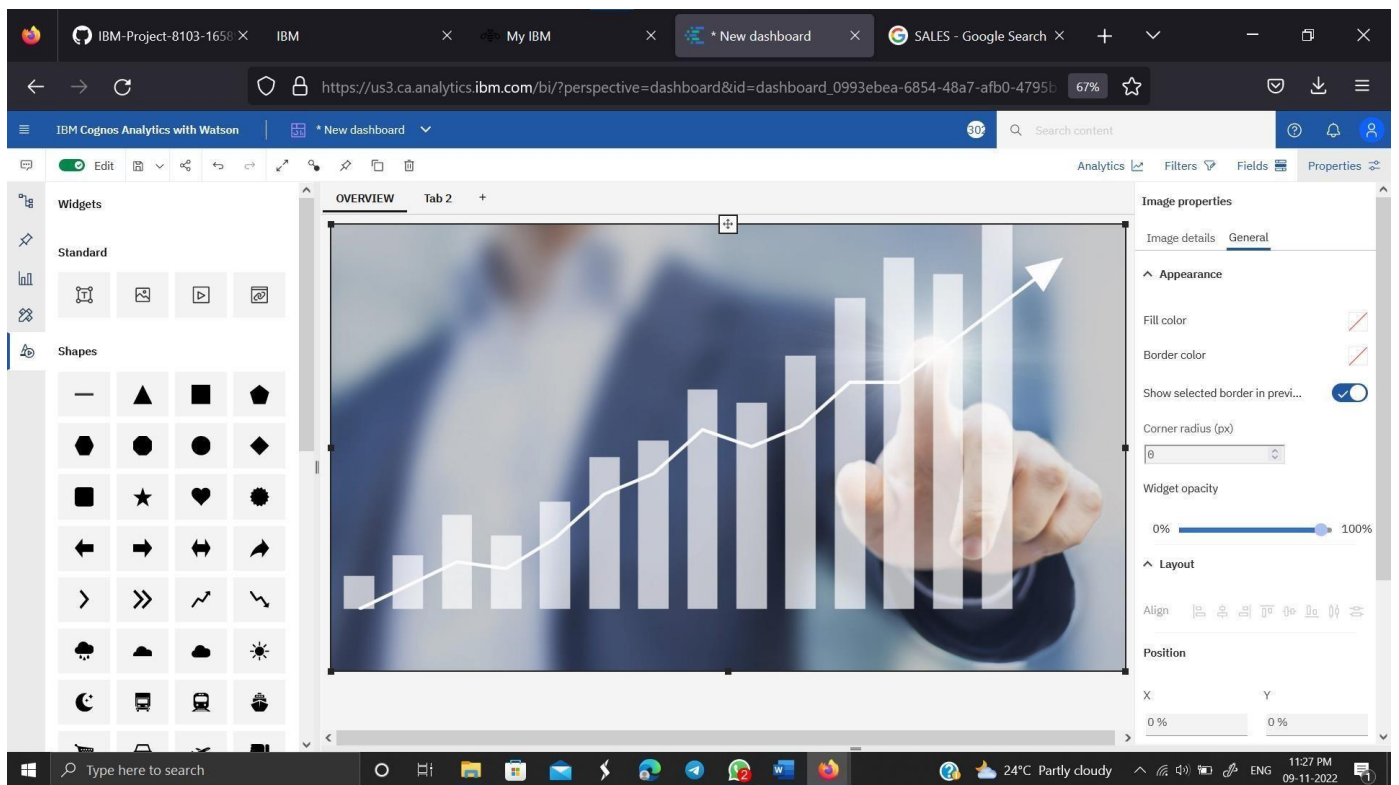 IBM-Project-8103-1658
IBM
My IBM
* New dashboard
SALES - Google Search
https://us3.ca.analytics.ibm.com/bi/?perspective=dashboard&id=dashboard_0993ebea-6854-48a7-afb0-4795b
67%
IBM Cognos Analytics with Watson
* New dashboard
302
Search content
Edit
Analytics
Filters
Fields
Properties
Widgets
Standard
Shapes
OVERVIEW
Tab 2
Image properties
Image details
General
Appearance
Fill color
Border color
Show selected border in previ...
Corner radius (px)
0
Widget opacity
0%
100%
Layout
Align
Position
X
Y
0 %
0 %
Type here to search
2
24°C Partly cloudy
ENG
11:27 PM
09-11-2022
1